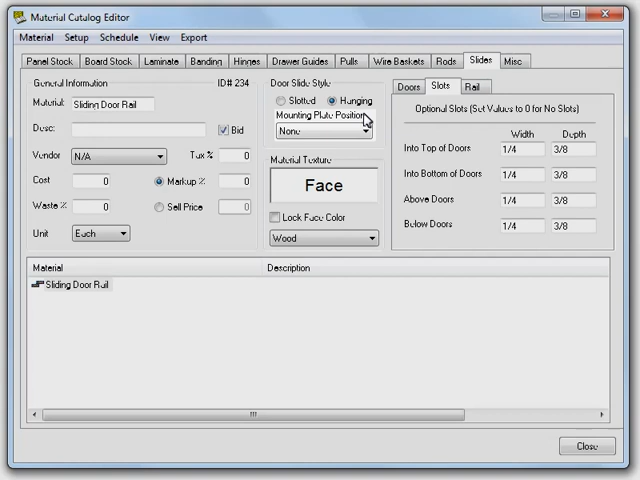 Material Catalog Editor
Material Setup Schedule View Export
Panel Stock Board Stock Laminate Banding Hinges Drawer Guides Pulls Wire Baskets Rods Slides Misc
General Information ID# 234
Material: Sliding Door Rail
Desc: Bid
Vendor N/A Tax % 0
Cost 0 Markup % 0
Waste % 0 Sell Price 0
Unit Each
Door Slide Style
Slotted Hanging
Mounting Plate Position
None
Material Texture
Face
Lock Face Color
Wood
Doors Slots Rail
Optional Slots (Set Values to 0 for No Slots)
Width Depth
Into Top of Doors 1/4 3/8
Into Bottom of Doors 1/4 3/8
Above Doors 1/4 3/8
Below Doors 1/4 3/8
Material Description
Sliding Door Rail
Close